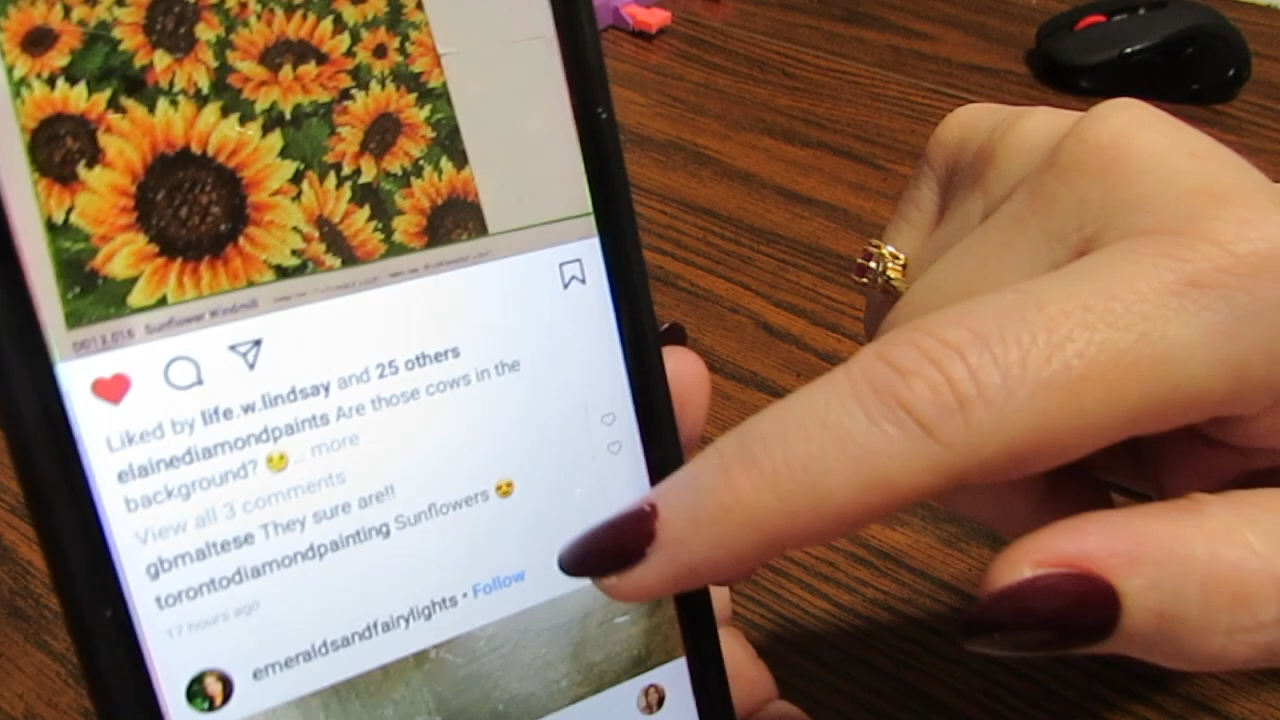 Sunflower Windmill
Liked by life.w.lindsay and 25 others
elainediamondpaints Are those cows in the
background? 😍 ... more
View all 3 comments
gbmaltese They sure are!!
torontodiamondpainting Sunflowers 😍
17 hours ago
emeraldsandfairylights • Follow